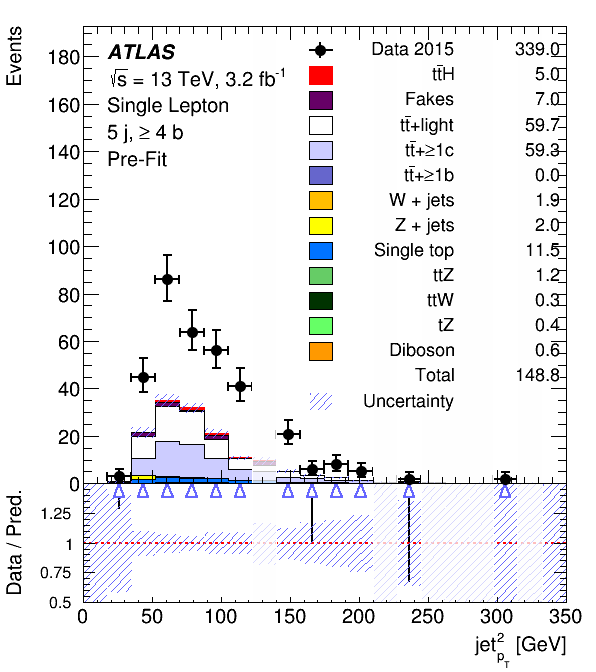 Events
180
160
140
120
100
80
60
40
20
0
ATLAS
√s = 13 TeV, 3.2 fb⁻¹
Single Lepton
5 j, ≥ 4 b
Pre-Fit
Data 2015 339.0
tt̄H 5.0
Fakes 7.0
tt̄+light 59.7
tt̄+≥1c 59.3
tt̄+≥1b 0.0
W + jets 1.9
Z + jets 2.0
Single top 11.5
ttZ 1.2
ttW 0.3
tZ 0.4
Diboson 0.6
Total 148.8
Uncertainty
Data / Pred.
1.25
1
0.75
0.5
0 50 100 150 200 250 300 350
jet²_pT [GeV]